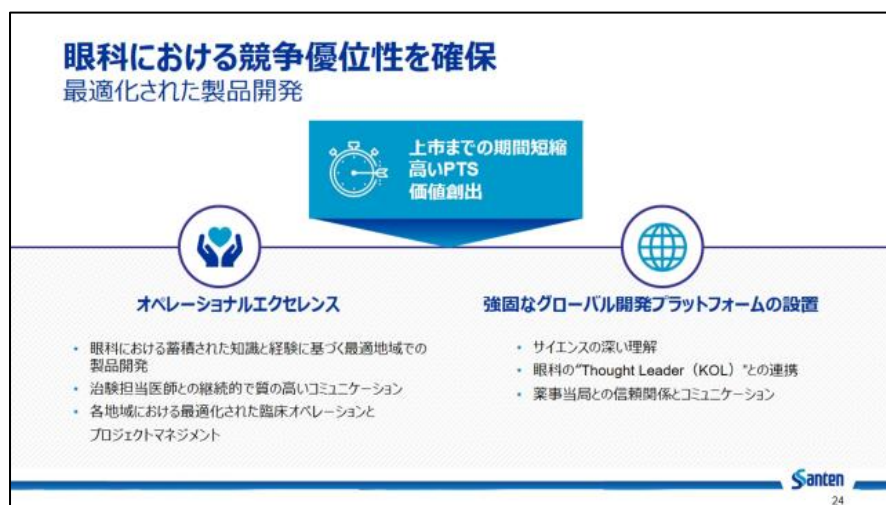 眼科における競争優位性を確保
最適化された製品開発
上市までの期間短縮
高いPTS
価値創出
オペレーショナルエクセレンス
眼科における蓄積された知識と経験に基づく最適地域での
製品開発
治験担当医師との継続的で質の高いコミュニケーション
各地域における最適化された臨床オペレーションと
プロジェクトマネジメント
強固なグローバル開発プラットフォームの設置
サイエンスの深い理解
眼科の“Thought Leader（KOL）”との連携
薬事当局との信頼関係とコミュニケーション
Santen
24